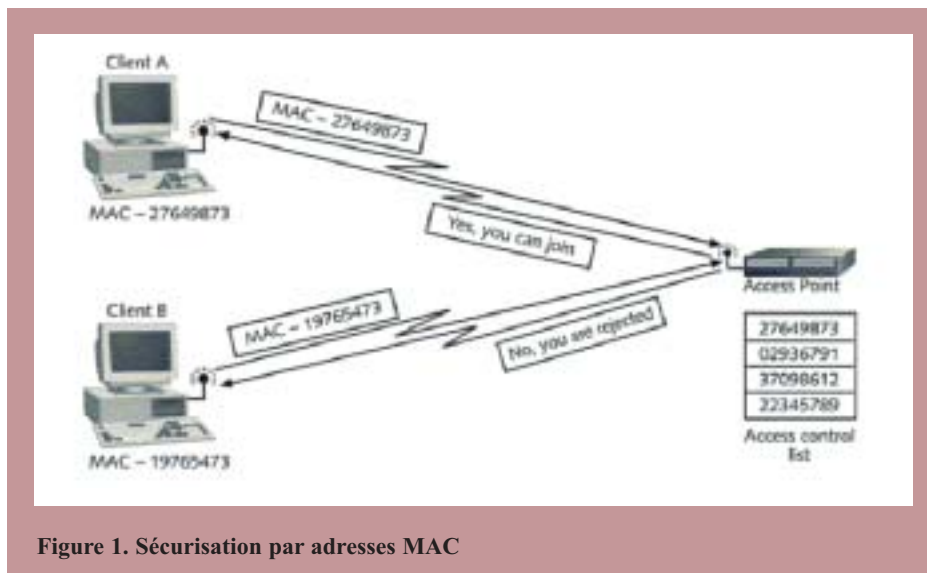 Client A
MAC – 27649873
MAC – 27649873
Yes, you can join
Access Point
Client B
MAC – 19765473
No, you are rejected
27649873
02936791
37098612
22345789
MAC – 19765473
Access control
list
Figure 1. Sécurisation par adresses MAC